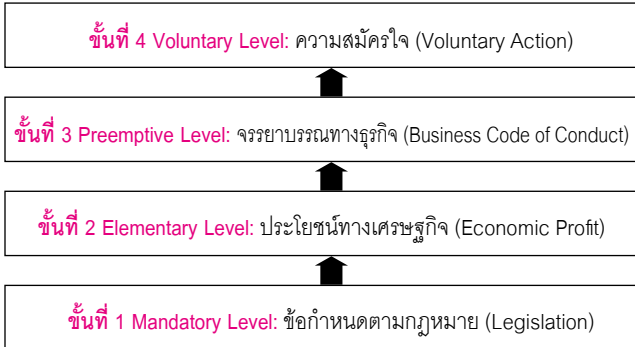 ขั้นที่ 4 Voluntary Level: ความสมัครใจ (Voluntary Action)
ขั้นที่ 3 Preemptive Level: จรรยาบรรณทางธุรกิจ (Business Code of Conduct)
ขั้นที่ 2 Elementary Level: ประโยชน์ทางเศรษฐกิจ (Economic Profit)
ขั้นที่ 1 Mandatory Level: ข้อกำหนดตามกฎหมาย (Legislation)